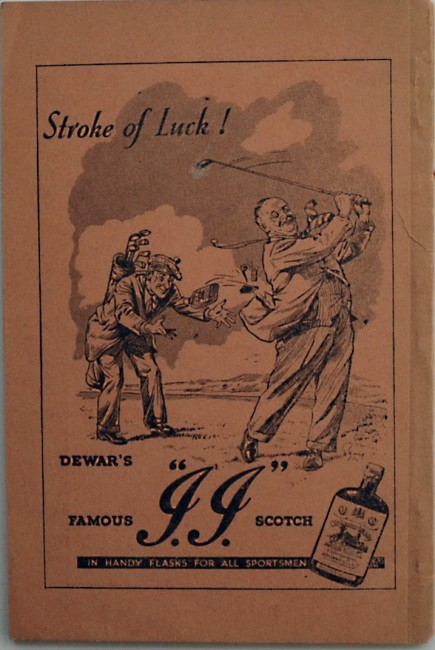 Stroke of Luck!
DEWAR'S
FAMOUS "J.J." SCOTCH
IN HANDY FLASKS FOR ALL SPORTSMEN